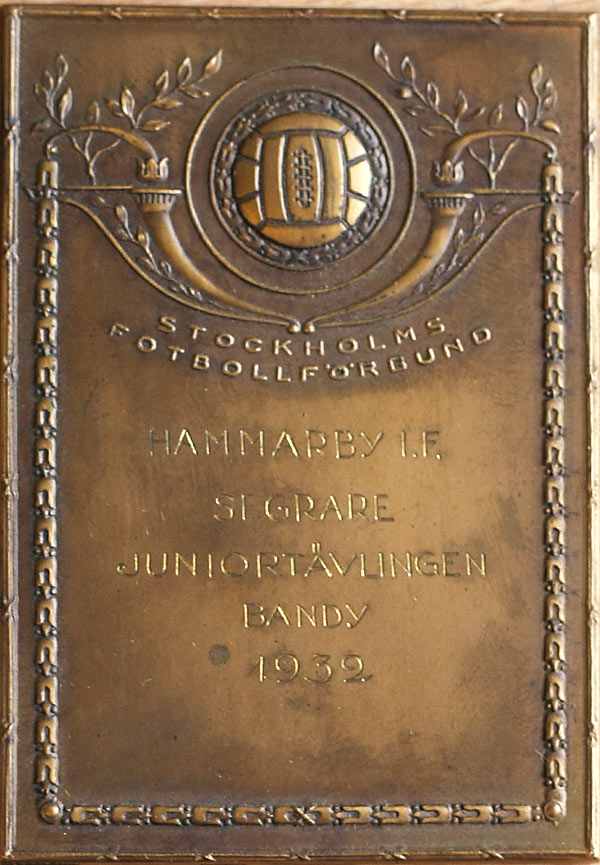 STOCKHOLMS
FOTBOLLFÖRBUND
HAMMARBY I.F.
SEGRARE
JUNIORTÄVLINGEN
BANDY
1932